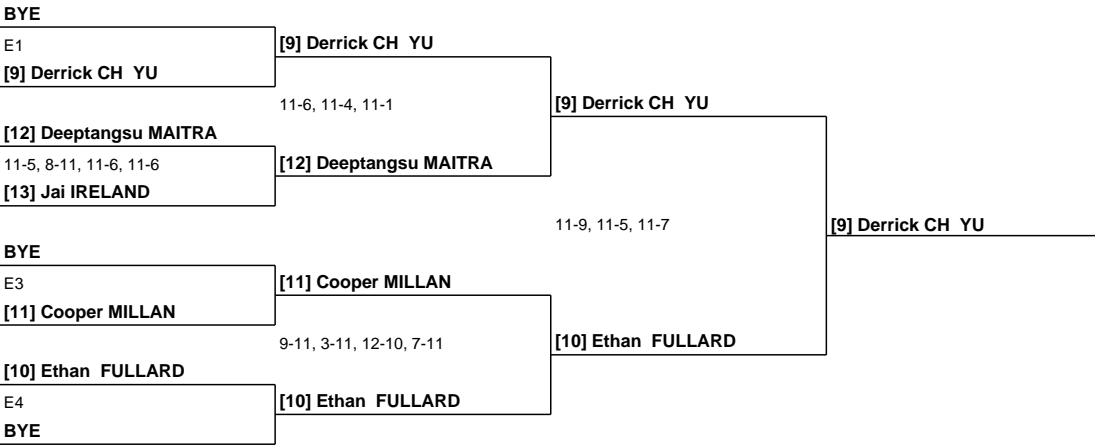 BYE
E1
[9] Derrick CH YU
[9] Derrick CH YU
11-6, 11-4, 11-1
[9] Derrick CH YU
[12] Deeptangsu MAITRA
11-5, 8-11, 11-6, 11-6
[12] Deeptangsu MAITRA
[13] Jai IRELAND
11-9, 11-5, 11-7
[9] Derrick CH YU
BYE
E3
[11] Cooper MILLAN
[11] Cooper MILLAN
9-11, 3-11, 12-10, 7-11
[10] Ethan FULLARD
[10] Ethan FULLARD
E4
[10] Ethan FULLARD
BYE